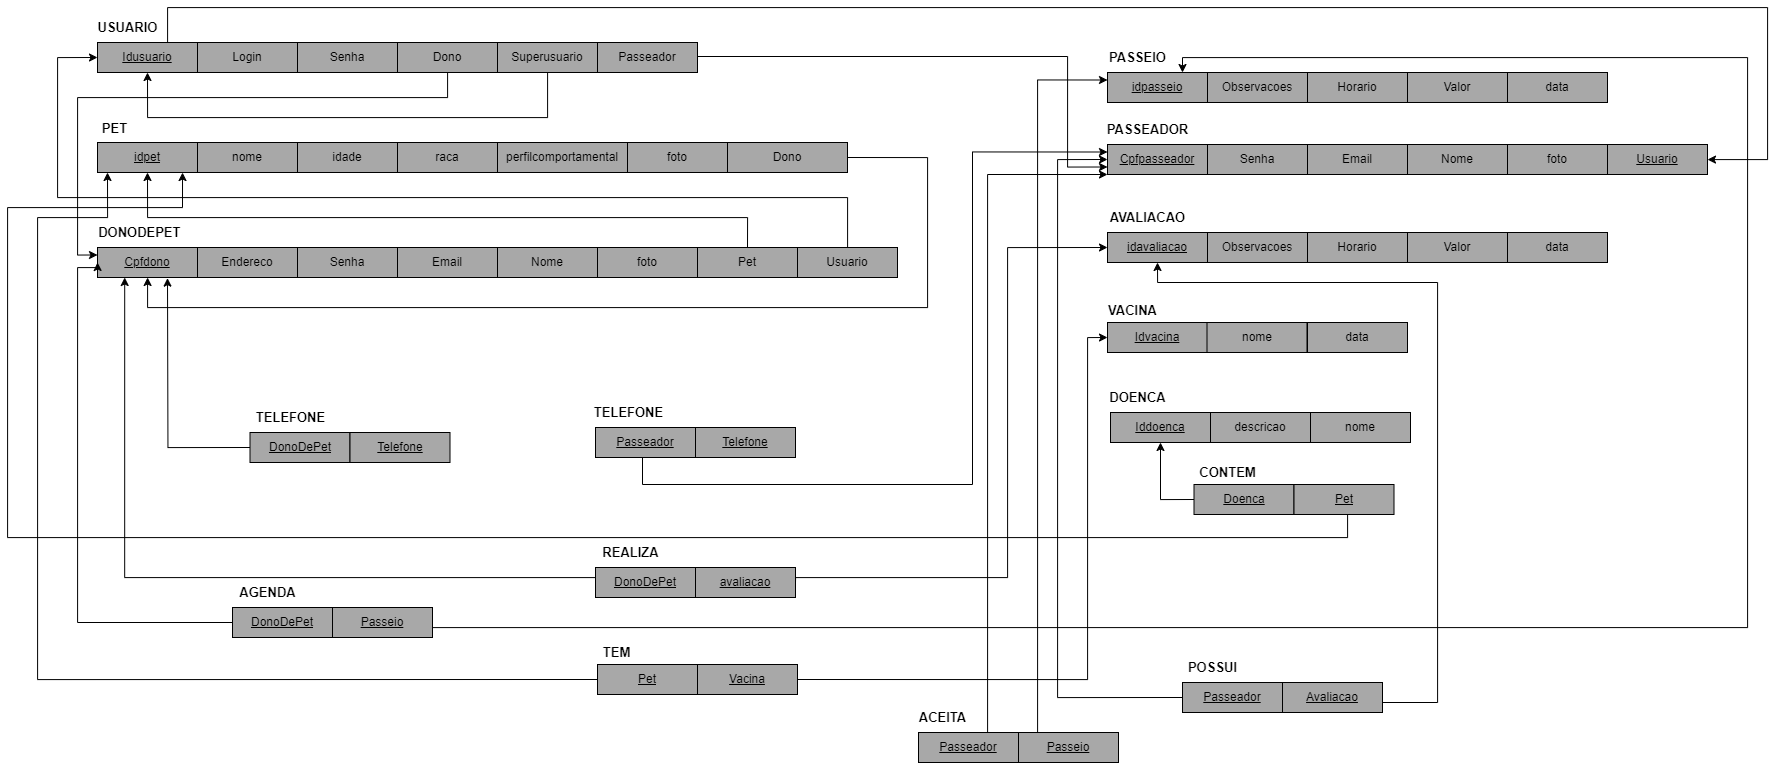 USUARIO
Idusuario Login Senha Dono Superusuario Passeador
PET
idpet nome idade raca perfilcomportamental foto Dono
DONODEPET
Cpfdono Endereco Senha Email Nome foto Pet Usuario
PASSEIO
idpasseio Observacoes Horario Valor data
PASSEADOR
Cpfpasseador Senha Email Nome foto Usuario
AVALIACAO
idavaliacao Observacoes Horario Valor data
VACINA
Idvacina nome data
DOENCA
Iddoenca descricao nome
TELEFONE
DonoDePet Telefone
TELEFONE
Passeador Telefone
CONTEM
Doenca Pet
REALIZA
DonoDePet avaliacao
AGENDA
DonoDePet Passeio
TEM
Pet Vacina
POSSUI
Passeador Avaliacao
ACEITA
Passeador Passeio